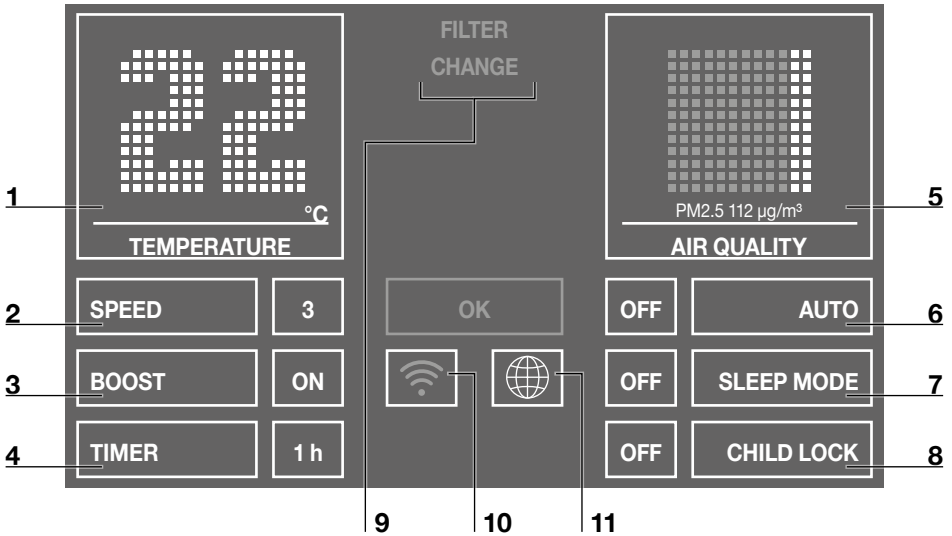 FILTER
CHANGE
22
°C
TEMPERATURE
PM2.5 112 µg/m³
AIR QUALITY
1
5
SPEED 3
OK
OFF AUTO
2
6
BOOST ON
OFF SLEEP MODE
3
7
TIMER 1 h
OFF CHILD LOCK
4
8
9
10
11